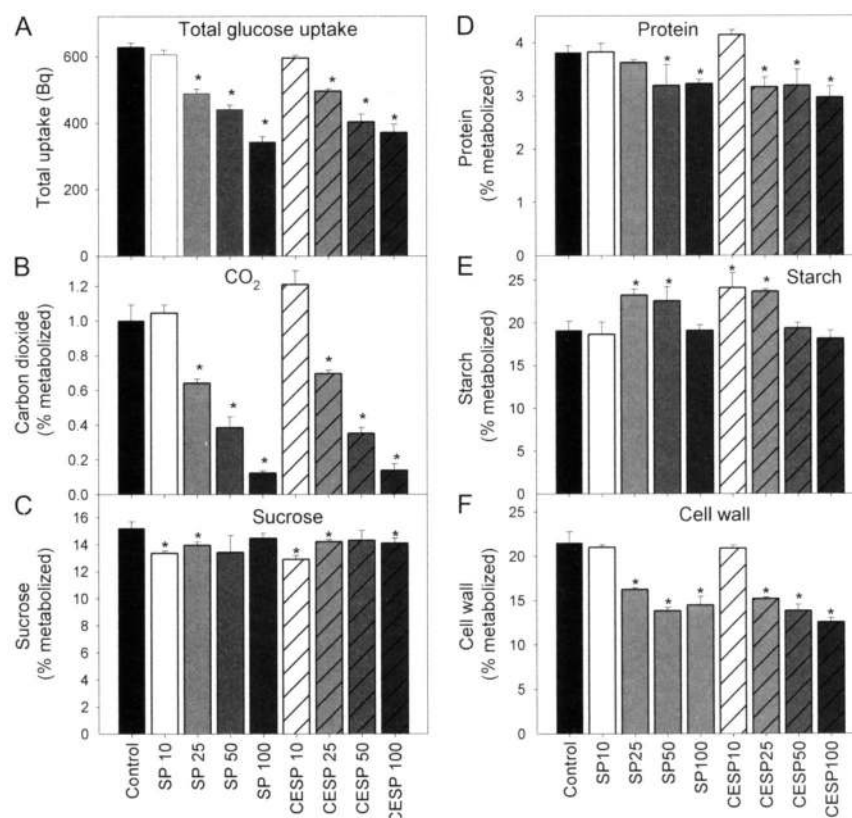 A
Total glucose uptake
Total uptake (Bq)
600
400
200
0
* * * * * *
B
CO2
Carbon dioxide
(% metabolized)
1.2
1.0
0.8
0.6
0.4
0.2
0.0
* * * * * *
C
Sucrose
Sucrose
(% metabolized)
16
14
12
10
8
6
4
2
0
* * * * *
Control
SP 10
SP 25
SP 50
SP 100
CESP 10
CESP 25
CESP 50
CESP 100
D
Protein
Protein
(% metabolized)
4
3
2
1
0
* * * * *
E
Starch
Starch
(% metabolized)
25
20
15
10
5
0
* * * *
F
Cell wall
Cell wall
(% metabolized)
25
20
15
10
5
0
* * * * * *
Control
SP10
SP25
SP50
SP100
CESP10
CESP25
CESP50
CESP100